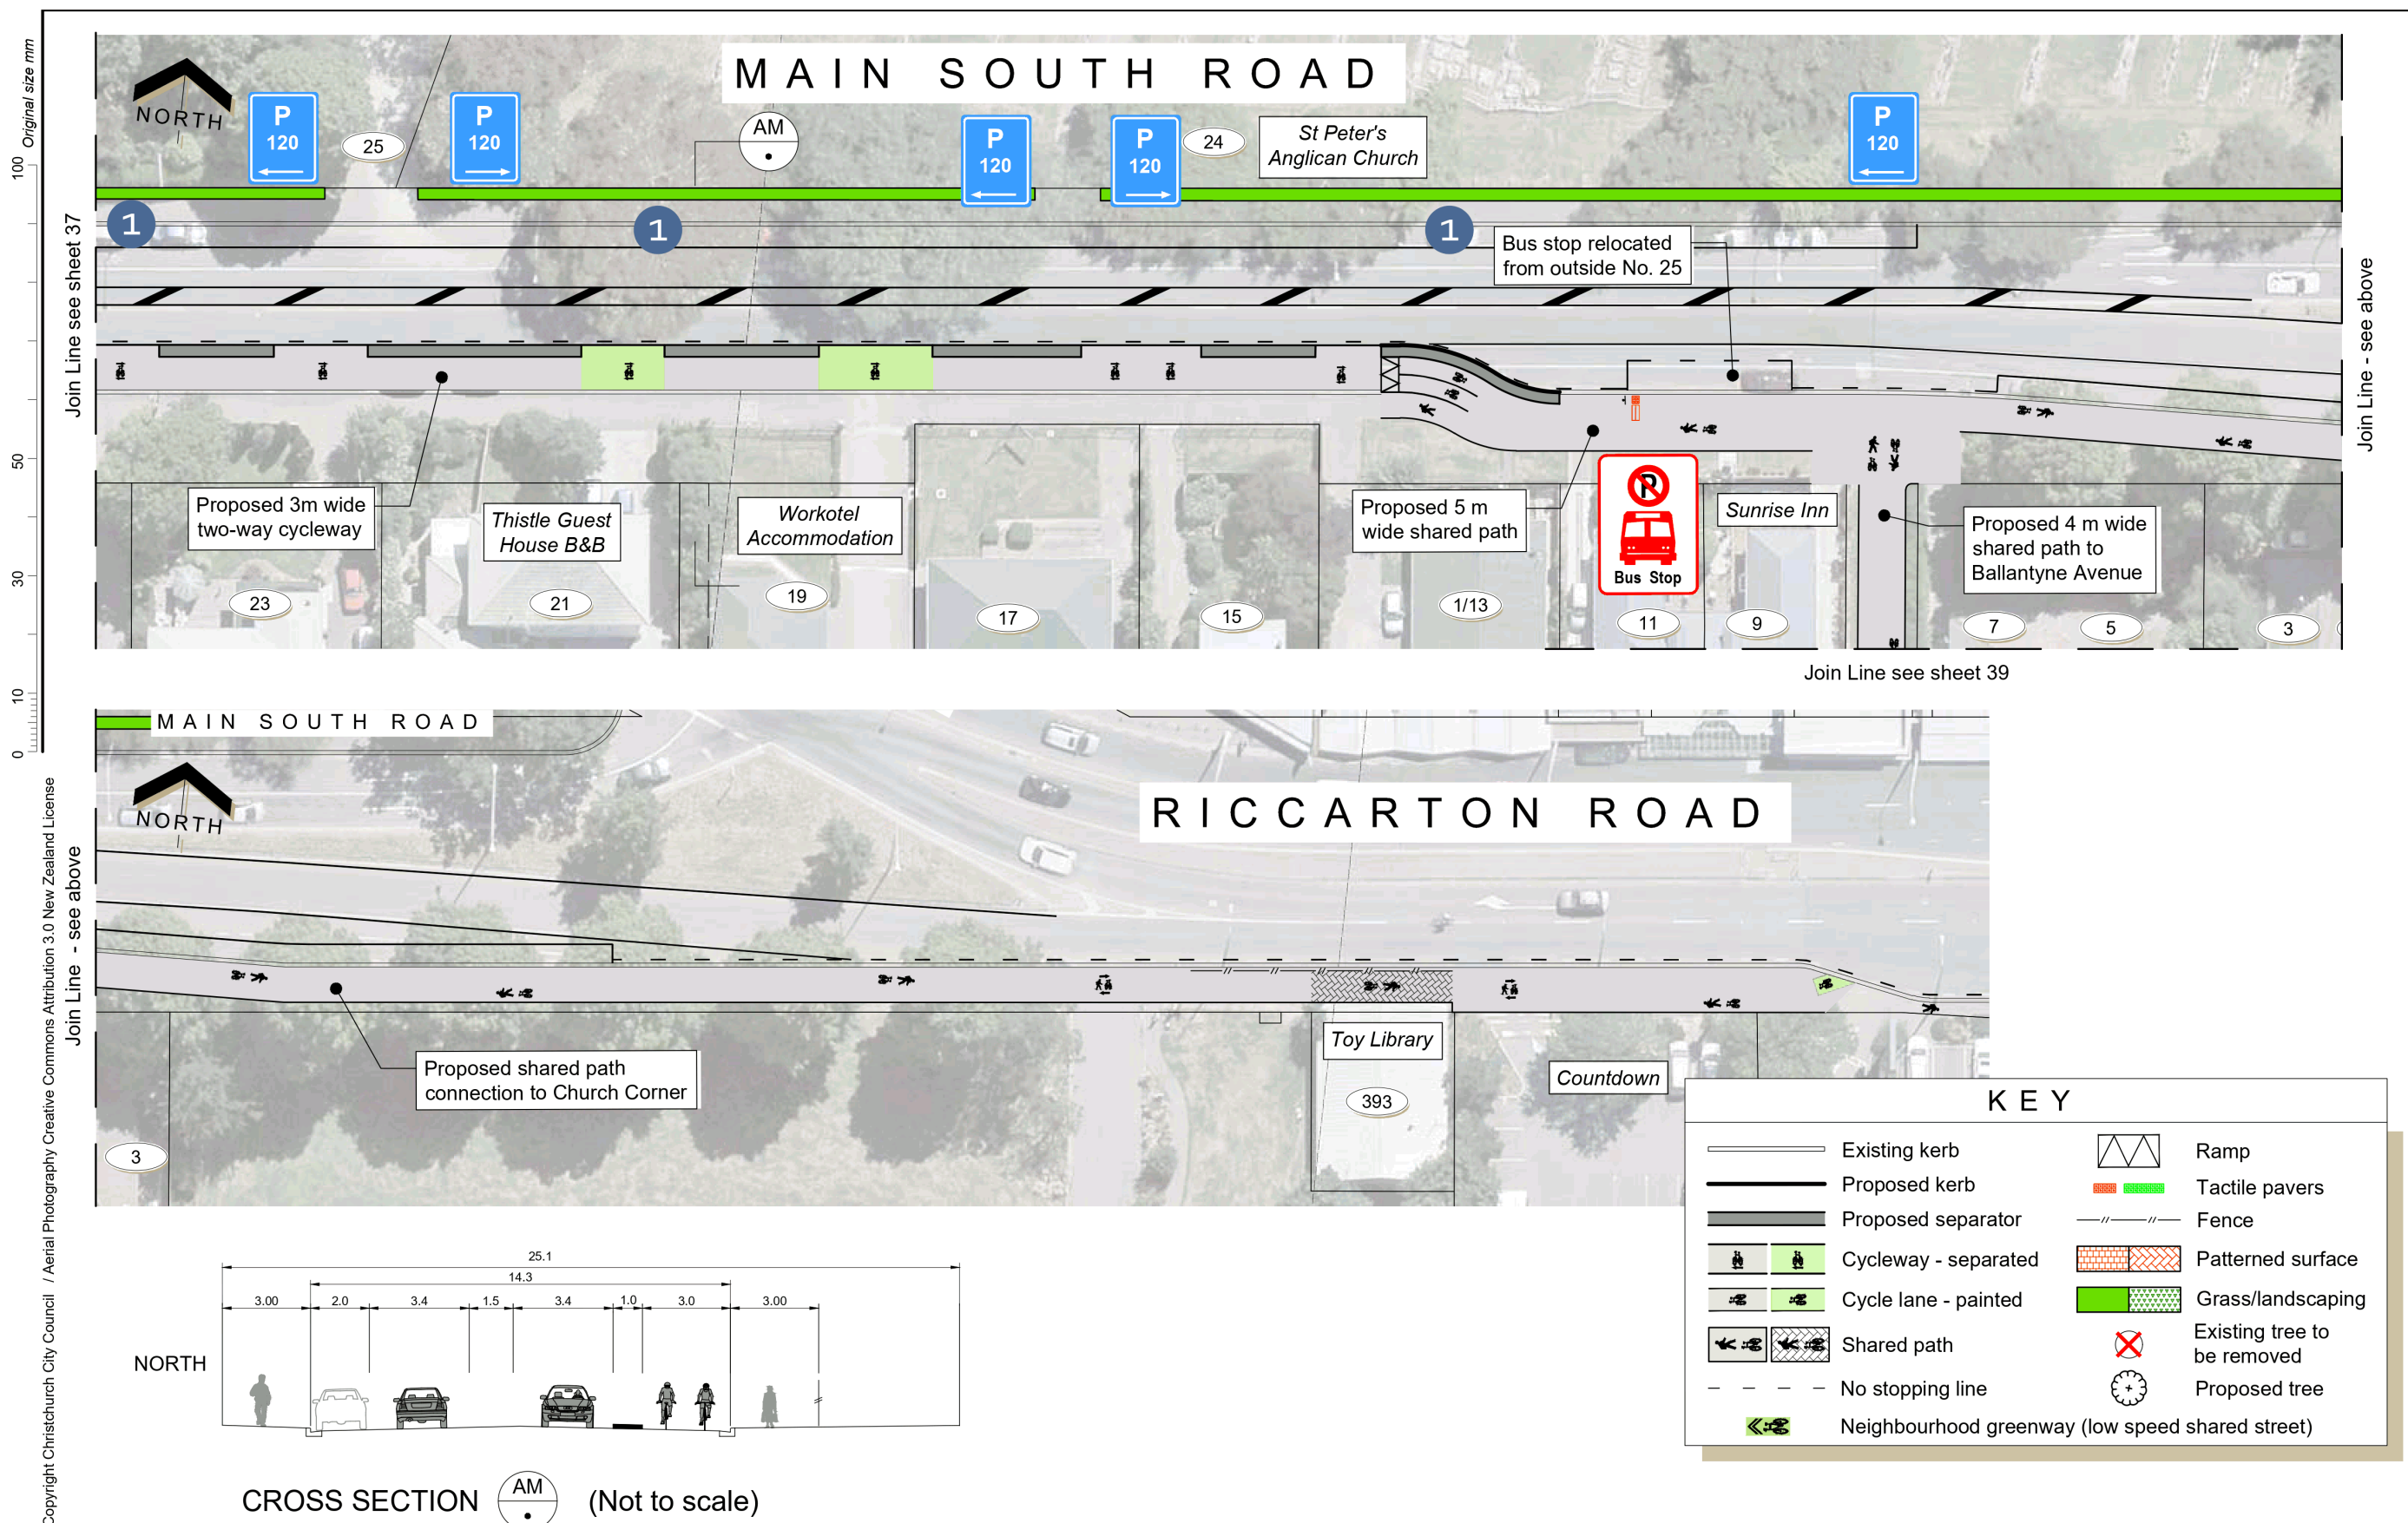 Original size mm
100
50
30
10
0
MAIN SOUTH ROAD
NORTH
P
120
25
P
120
AM
P
120
P
120
24
St Peter's
Anglican Church
P
120
1
1
1
Bus stop relocated
from outside No. 25
Join Line see sheet 37
Join Line - see above
Proposed 3m wide
two-way cycleway
Thistle Guest
House B&B
Workotel
Accommodation
Proposed 5 m
wide shared path
P
Bus Stop
Sunrise Inn
Proposed 4 m wide
shared path to
Ballantyne Avenue
23
21
19
17
15
1/13
11
9
7
5
3
Join Line see sheet 39
MAIN SOUTH ROAD
NORTH
RICCARTON ROAD
Join Line - see above
Proposed shared path
connection to Church Corner
Toy Library
393
Countdown
3
KEY
Existing kerb
Proposed kerb
Proposed separator
Cycleway - separated
Cycle lane - painted
Shared path
No stopping line
Neighbourhood greenway (low speed shared street)
Ramp
Tactile pavers
Fence
Patterned surface
Grass/landscaping
Existing tree to
be removed
Proposed tree
25.1
14.3
3.00
2.0
3.4
1.5
3.4
1.0
3.0
3.00
NORTH
CROSS SECTION
AM
(Not to scale)
Copyright Christchurch City Council / Aerial Photography Creative Commons Attribution 3.0 New Zealand License